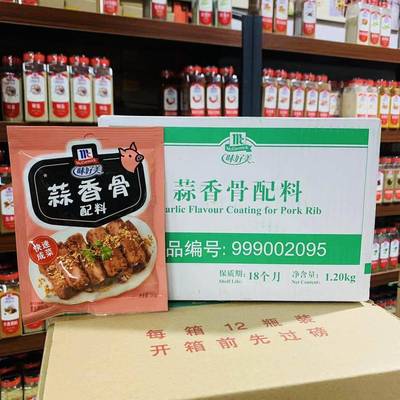 McCormick
味好美
蒜香骨
配料
快速
成菜
McCormick
味好美
蒜香骨配料
Garlic Flavour Coating for Pork Rib
品编号: 999002095
保质期: 18个月
Shelf Life:
净含量: 1.20kg
Net Content:
每箱12瓶装
开箱前先过磅